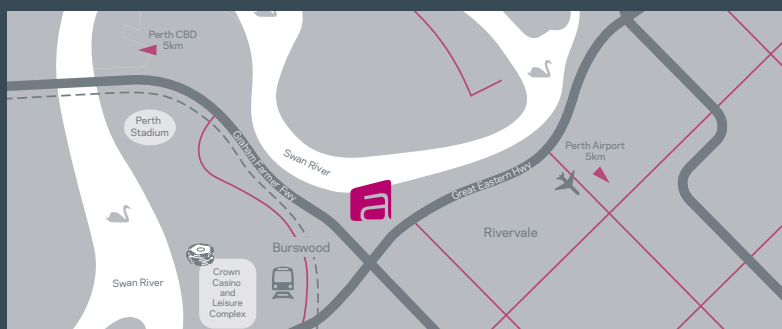 Perth CBD
5km
Perth
Stadium
Graham Farmer Fwy
Swan River
a
Great Eastern Hwy
Perth Airport
5km
Rivervale
Burswood
Swan River
Crown
Casino
and
Leisure
Complex